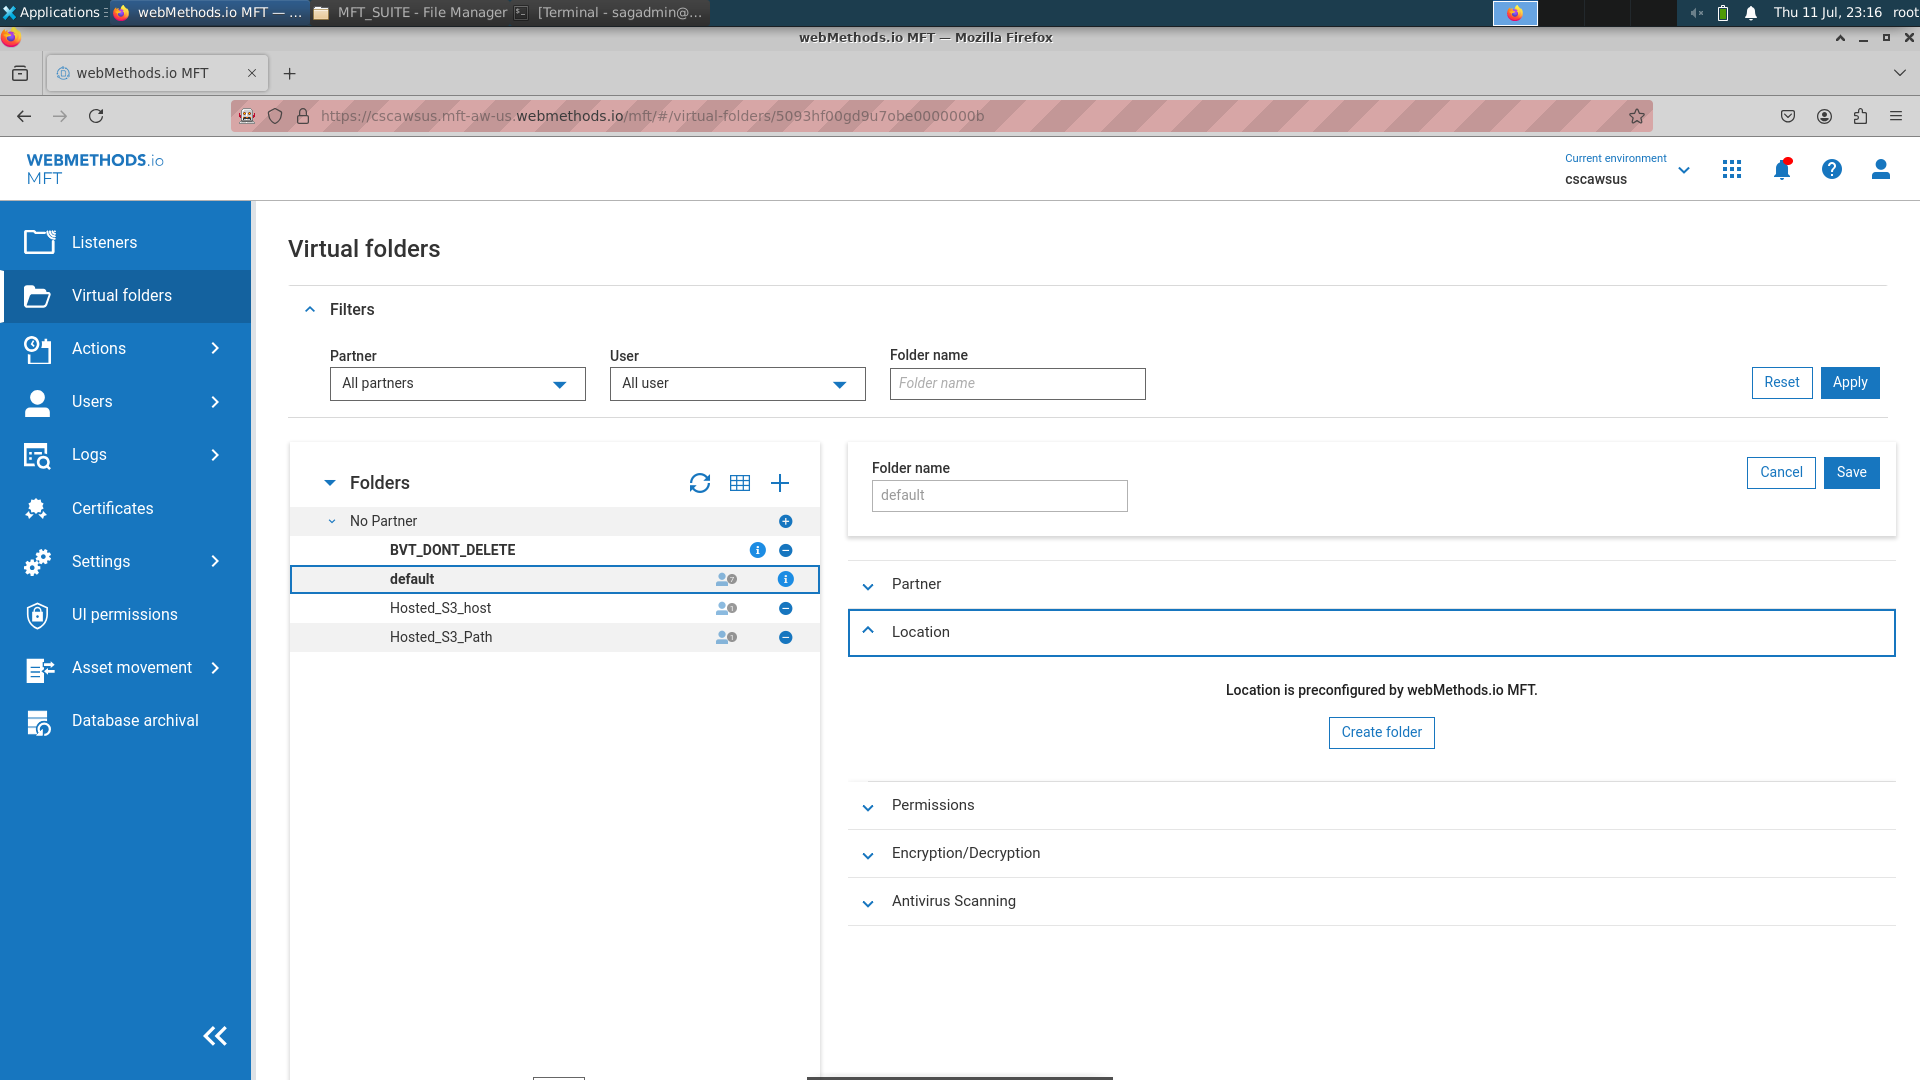 Applications
webMethods.io MFT — ...
MFT_SUITE - File Manager
[Terminal - sagadmin@...
Thu 11 Jul, 23:16
root
webMethods.io MFT — Mozilla Firefox
webMethods.io MFT
https://cscawsus.mft-aw-us.webmethods.io/mft/#/virtual-folders/5093hf00gd9u7obe0000000b
WEBMETHODS.io
MFT
Current environment
cscawsus
Listeners
Virtual folders
Actions
Users
Logs
Certificates
Settings
UI permissions
Asset movement
Database archival
Virtual folders
Filters
Partner
All partners
User
All user
Folder name
Folder name
Reset
Apply
Folders
No Partner
BVT_DONT_DELETE
default
7
Hosted_S3_host
1
Hosted_S3_Path
1
Folder name
default
Cancel
Save
Partner
Location
Location is preconfigured by webMethods.io MFT.
Create folder
Permissions
Encryption/Decryption
Antivirus Scanning